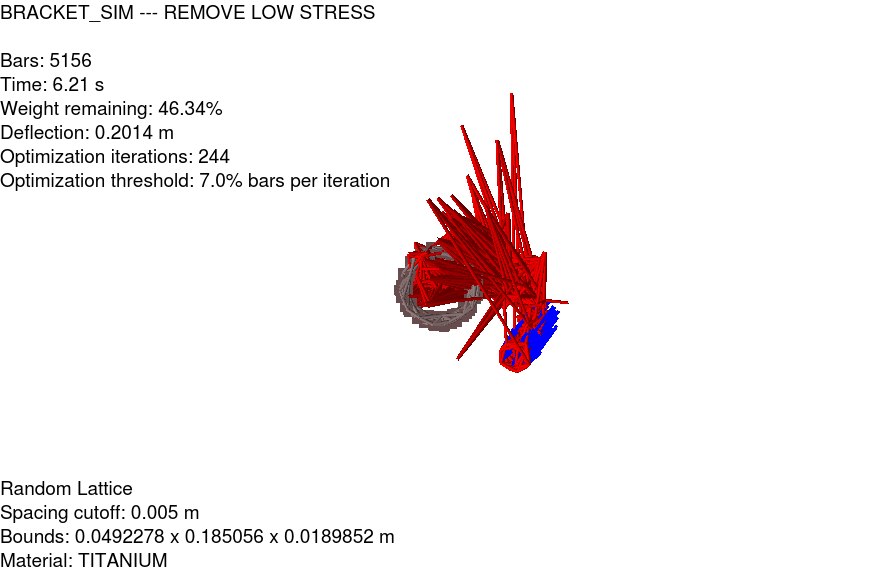 BRACKET_SIM --- REMOVE LOW STRESS
Bars: 5156
Time: 6.21 s
Weight remaining: 46.34%
Deflection: 0.2014 m
Optimization iterations: 244
Optimization threshold: 7.0% bars per iteration
Random Lattice
Spacing cutoff: 0.005 m
Bounds: 0.0492278 x 0.185056 x 0.0189852 m
Material: TITANIUM